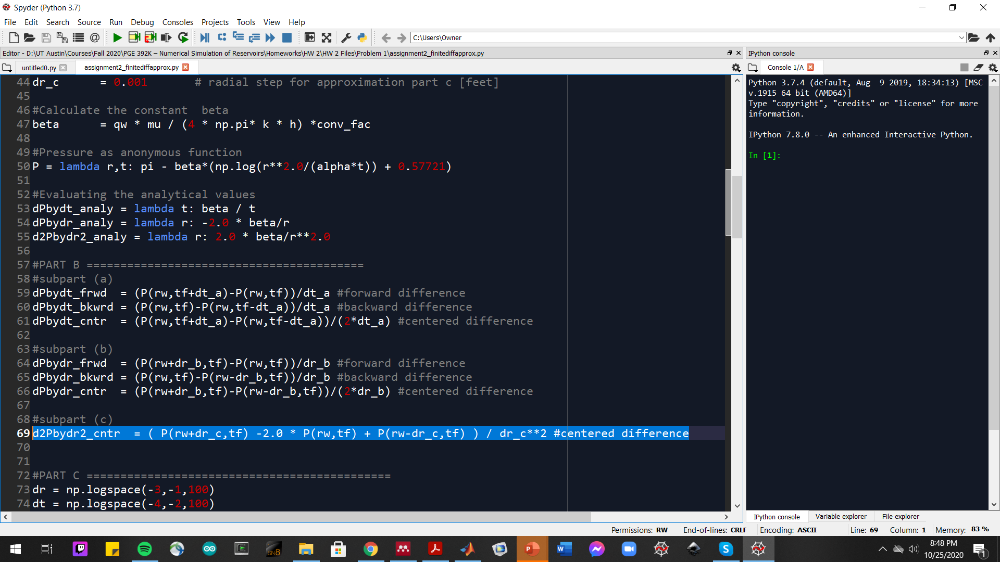 Spyder (Python 3.7)
File Edit Search Source Run Debug Consoles Projects Tools View Help
C:\Users\Owner
Editor - D:\UT Austin\Courses\Fall 2020\PGE 392K – Numerical Simulation of Reservoirs\Homeworks\HW 2\HW 2 Files\Problem 1\assignment2_finitediffapprox.py
untitled0.py assignment2_finitediffapprox.py
44 dr_c      = 0.001       # radial step for approximation part c [feet]
45
46 #Calculate the constant  beta
47 beta      = qw * mu / (4 * np.pi* k * h) *conv_fac
48
49 #Pressure as anonymous function
50 P = lambda r,t: pi - beta*(np.log(r**2.0/(alpha*t)) + 0.57721)
51
52 #Evaluating the analytical values
53 dPbydt_analy = lambda t: beta / t
54 dPbydr_analy = lambda r: -2.0 * beta/r
55 d2Pbydr2_analy = lambda r: 2.0 * beta/r**2.0
56
57 #PART B =========================================
58 #subpart (a)
59 dPbydt_frwd  = (P(rw,tf+dt_a)-P(rw,tf))/dt_a #forward difference
60 dPbydt_bkwrd = (P(rw,tf)-P(rw,tf-dt_a))/dt_a #backward difference
61 dPbydt_cntr  = (P(rw,tf+dt_a)-P(rw,tf-dt_a))/(2*dt_a) #centered difference
62
63 #subpart (b)
64 dPbydr_frwd  = (P(rw+dr_b,tf)-P(rw,tf))/dr_b #forward difference
65 dPbydr_bkwrd = (P(rw,tf)-P(rw-dr_b,tf))/dr_b #backward difference
66 dPbydr_cntr  = (P(rw+dr_b,tf)-P(rw-dr_b,tf))/(2*dr_b) #centered difference
67
68 #subpart (c)
69 d2Pbydr2_cntr  = ( P(rw+dr_c,tf) -2.0 * P(rw,tf) + P(rw-dr_c,tf) ) / dr_c**2 #centered difference
70
71
72 #PART C =============================================
73 dr = np.logspace(-3,-1,100)
74 dt = np.logspace(-4,-2,100)
IPython console
Console 1/A
Python 3.7.4 (default, Aug  9 2019, 18:34:13) [MSC
v.1915 64 bit (AMD64)]
Type "copyright", "credits" or "license" for more
information.
IPython 7.8.0 -- An enhanced Interactive Python.
In [1]:
IPython console Variable explorer File explorer
Permissions: RW End-of-lines: CRLF Encoding: ASCII Line: 69 Column: 1 Memory: 83 %
SN8
8:48 PM
10/25/2020
1